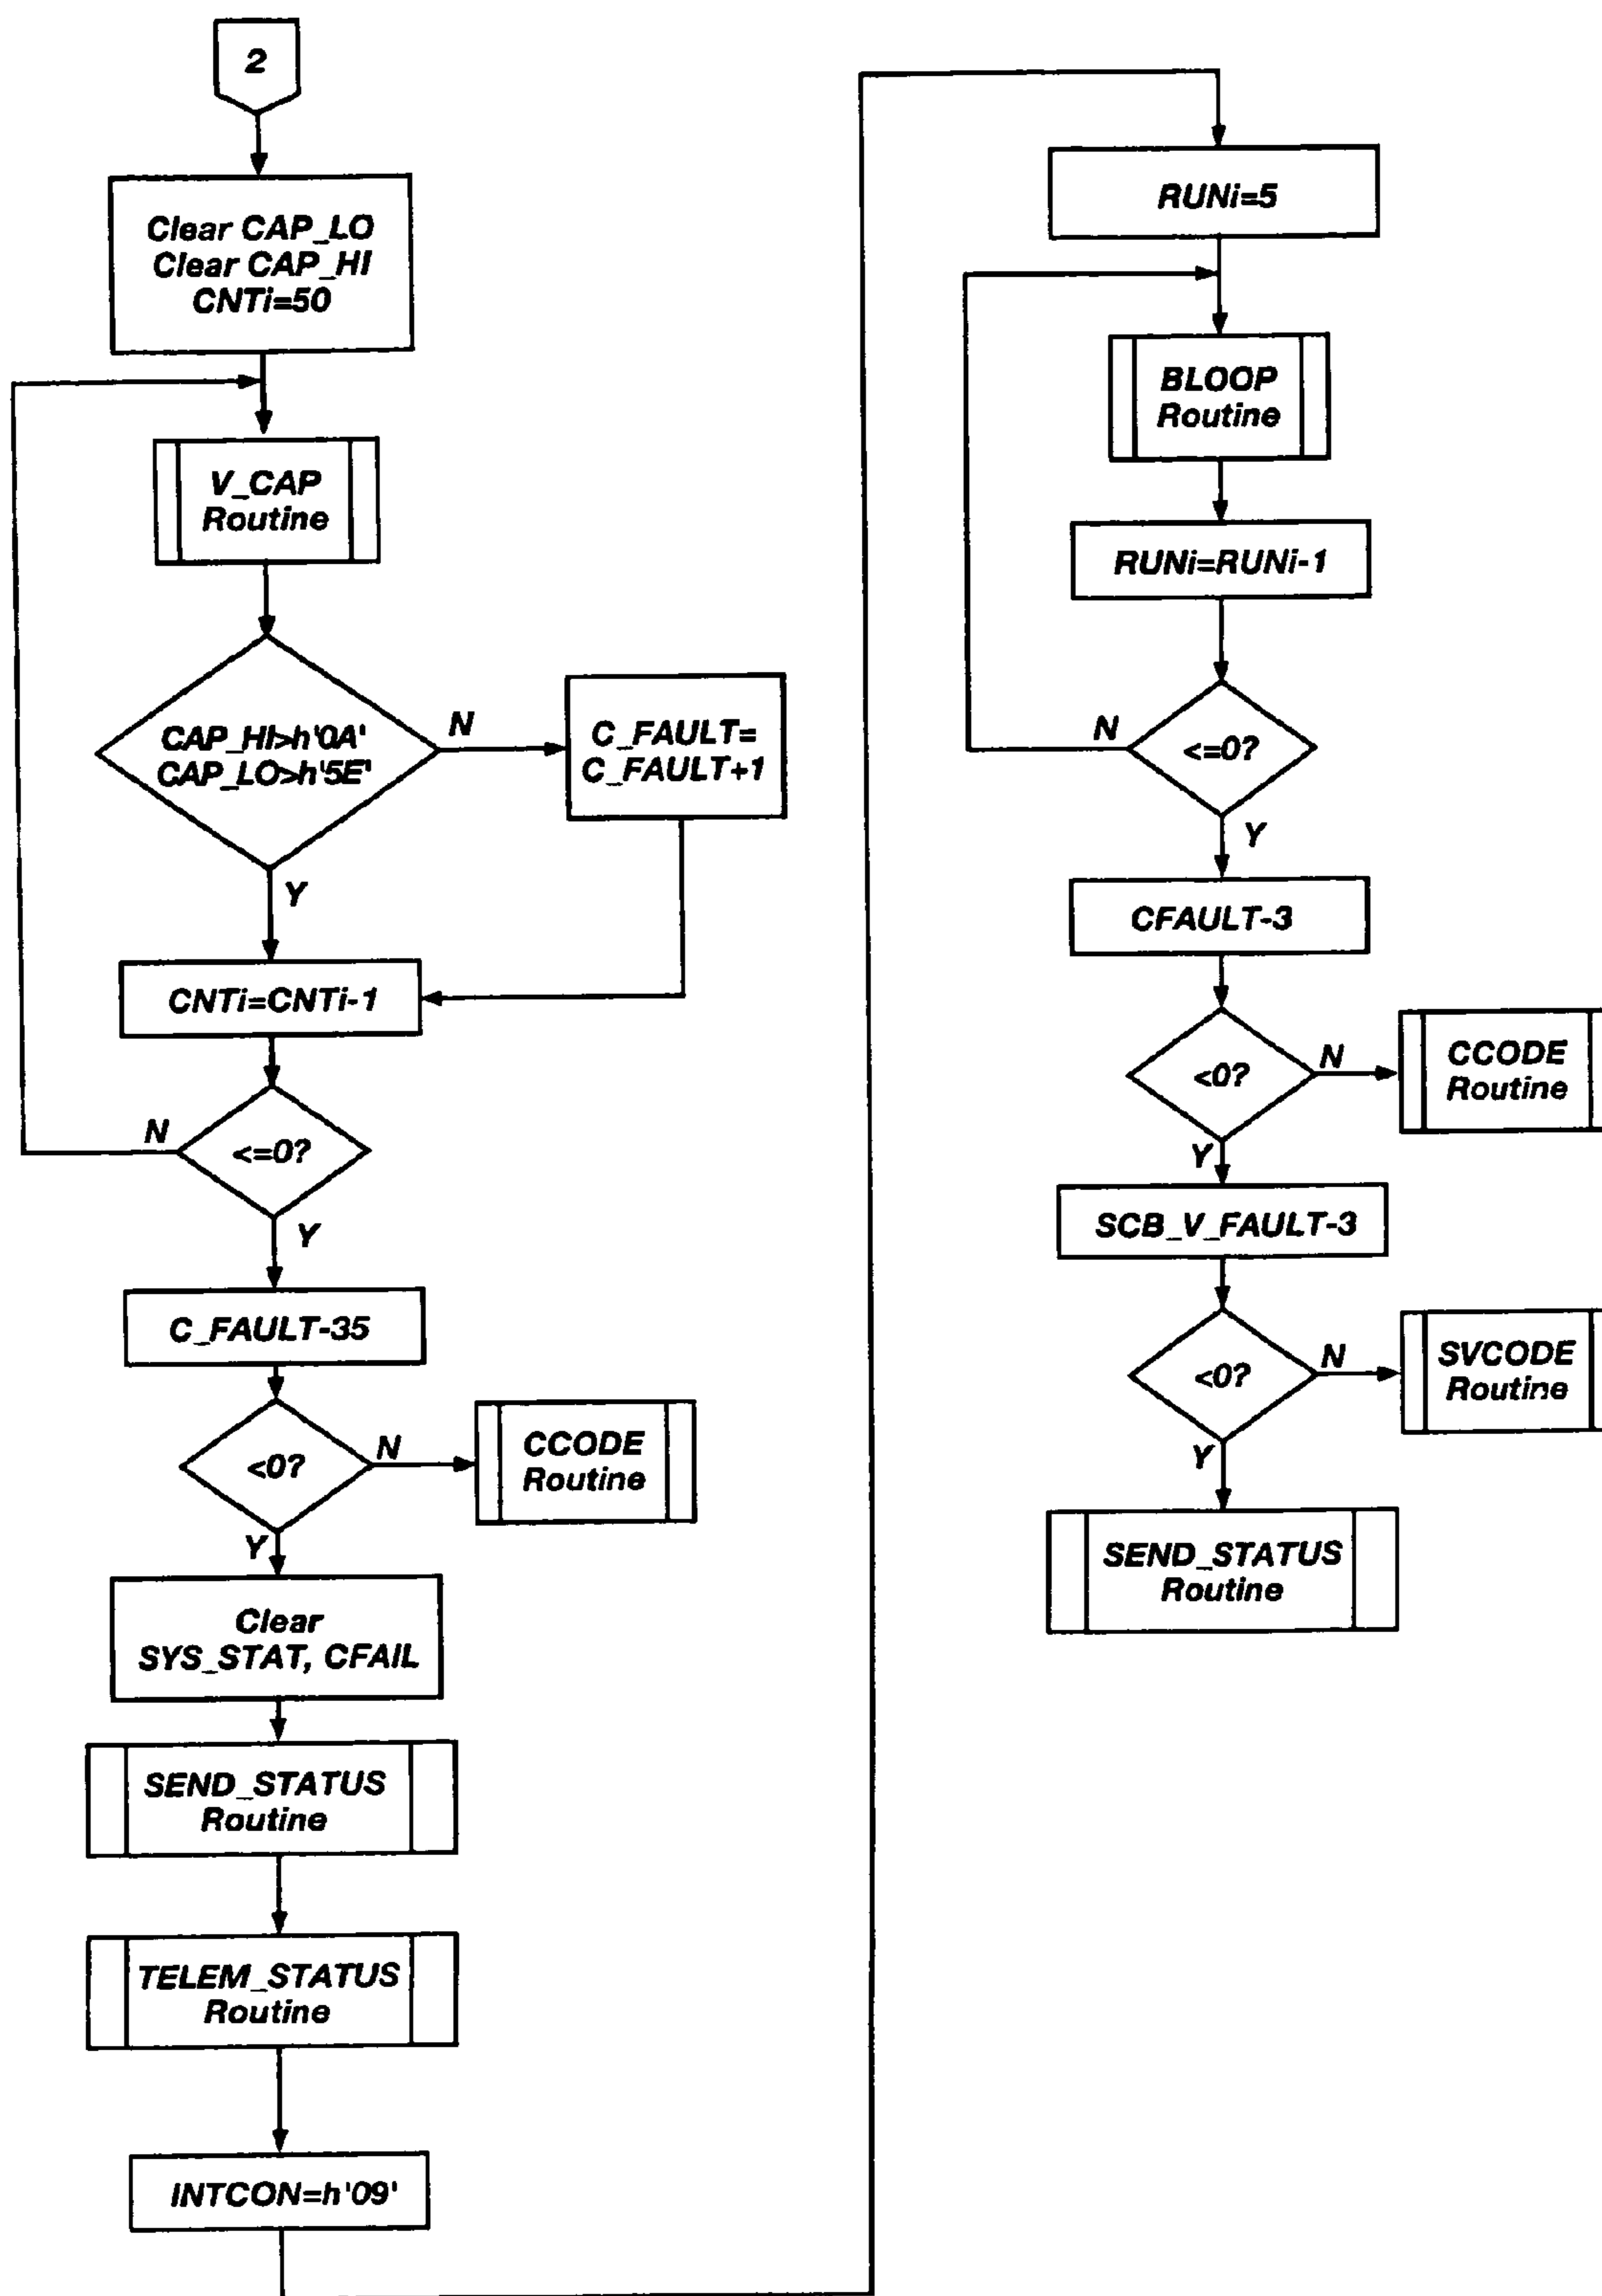 2
Clear CAP_LO
Clear CAP_HI
CNTi=50
V_CAP
Routine
CAP_HI>h'0A'
CAP_LO>h'5E'
N
C_FAULT=
C_FAULT+1
Y
CNTi=CNTi-1
N
<=0?
Y
C_FAULT-35
<0?
N
CCODE
Routine
Y
Clear
SYS_STAT, CFAIL
SEND_STATUS
Routine
TELEM_STATUS
Routine
INTCON=h'09'
RUNi=5
BLOOP
Routine
RUNi=RUNi-1
N
<=0?
Y
CFAULT-3
<0?
N
CCODE
Routine
Y
SCB_V_FAULT-3
<0?
N
SVCODE
Routine
Y
SEND_STATUS
Routine